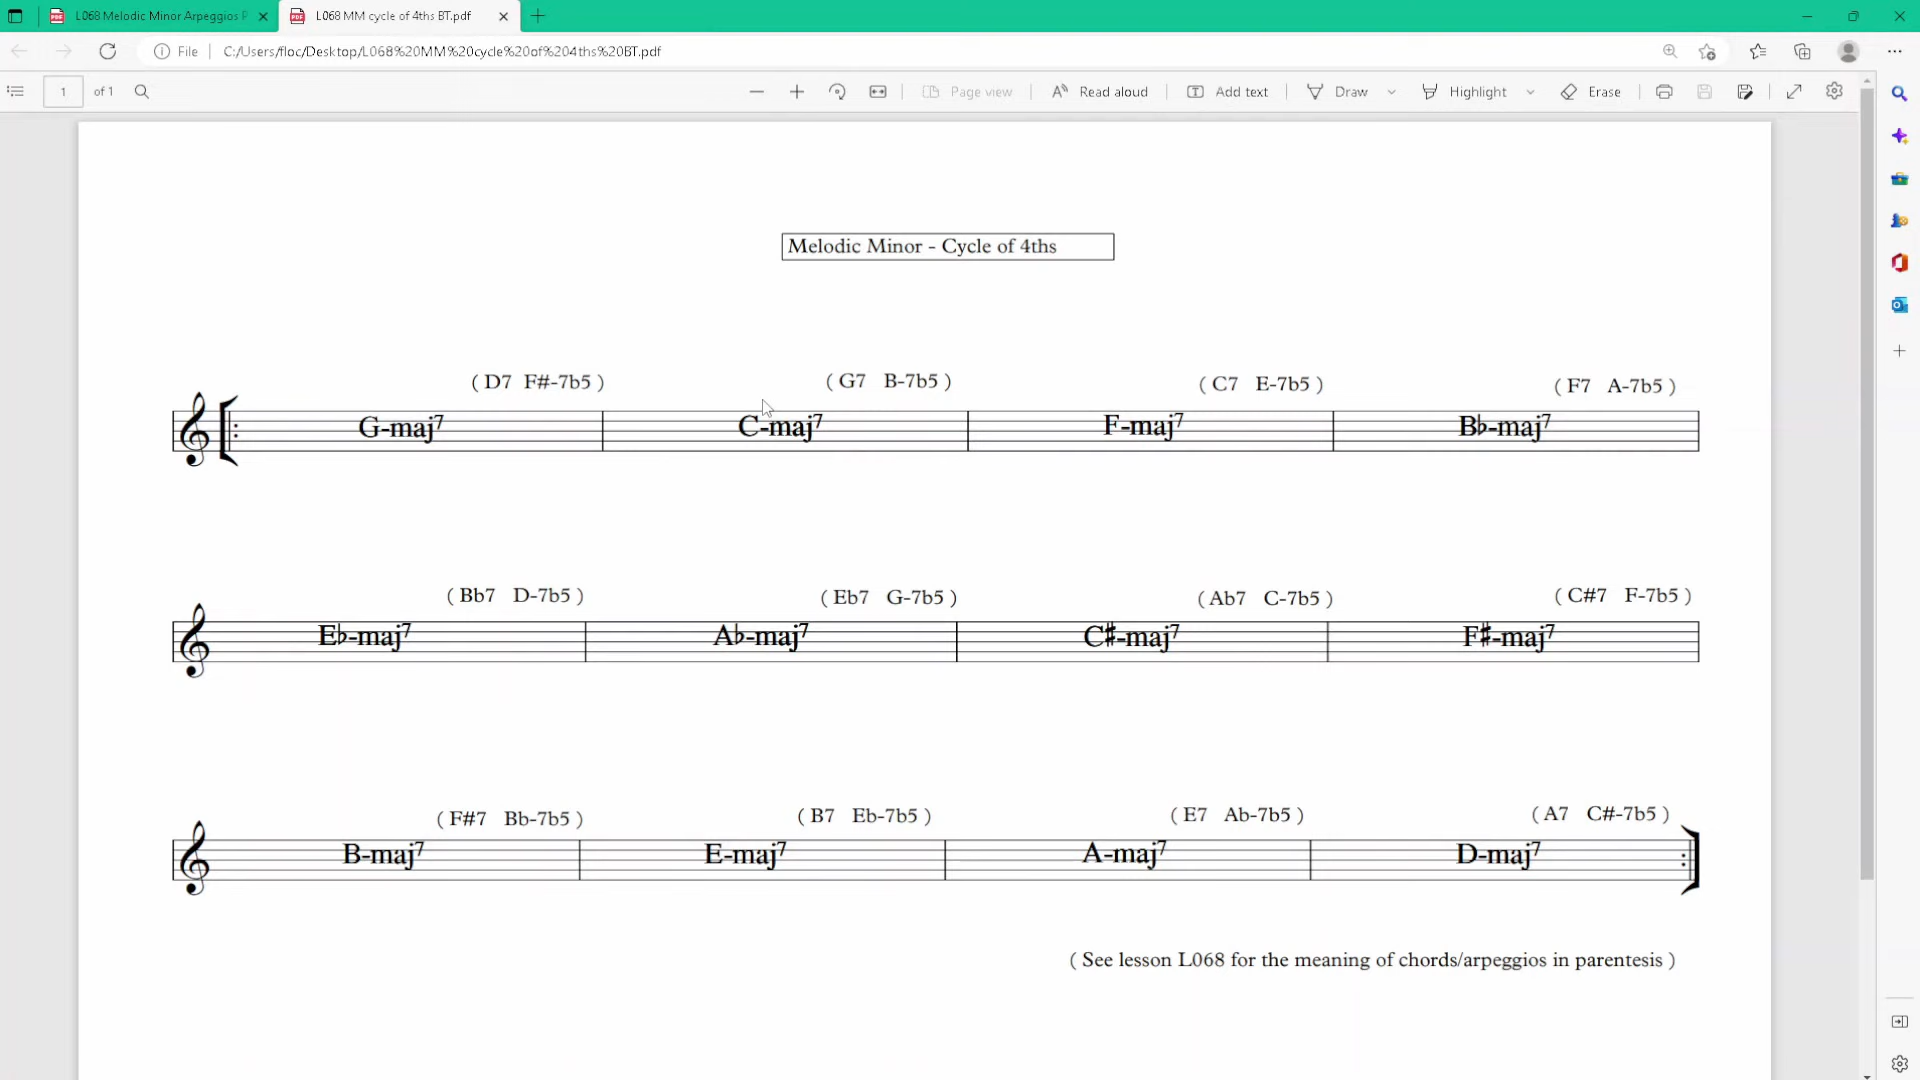 L068 Melodic Minor Arpeggios P
L068 MM cycle of 4ths BT.pdf
File
C:/Users/floc/Desktop/L068%20MM%20cycle%20of%204ths%20BT.pdf
1 of 1
Page view
Read aloud
Add text
Draw
Highlight
Erase
Melodic Minor - Cycle of 4ths
( D7 F#-7b5 ) ( G7 B-7b5 ) ( C7 E-7b5 ) ( F7 A-7b5 )
G-maj7 C-maj7 F-maj7 B♭-maj7
( Bb7 D-7b5 ) ( Eb7 G-7b5 ) ( Ab7 C-7b5 ) ( C#7 F-7b5 )
E♭-maj7 A♭-maj7 C♯-maj7 F♯-maj7
( F#7 Bb-7b5 ) ( B7 Eb-7b5 ) ( E7 Ab-7b5 ) ( A7 C#-7b5 )
B-maj7 E-maj7 A-maj7 D-maj7
( See lesson L068 for the meaning of chords/arpeggios in parentesis )